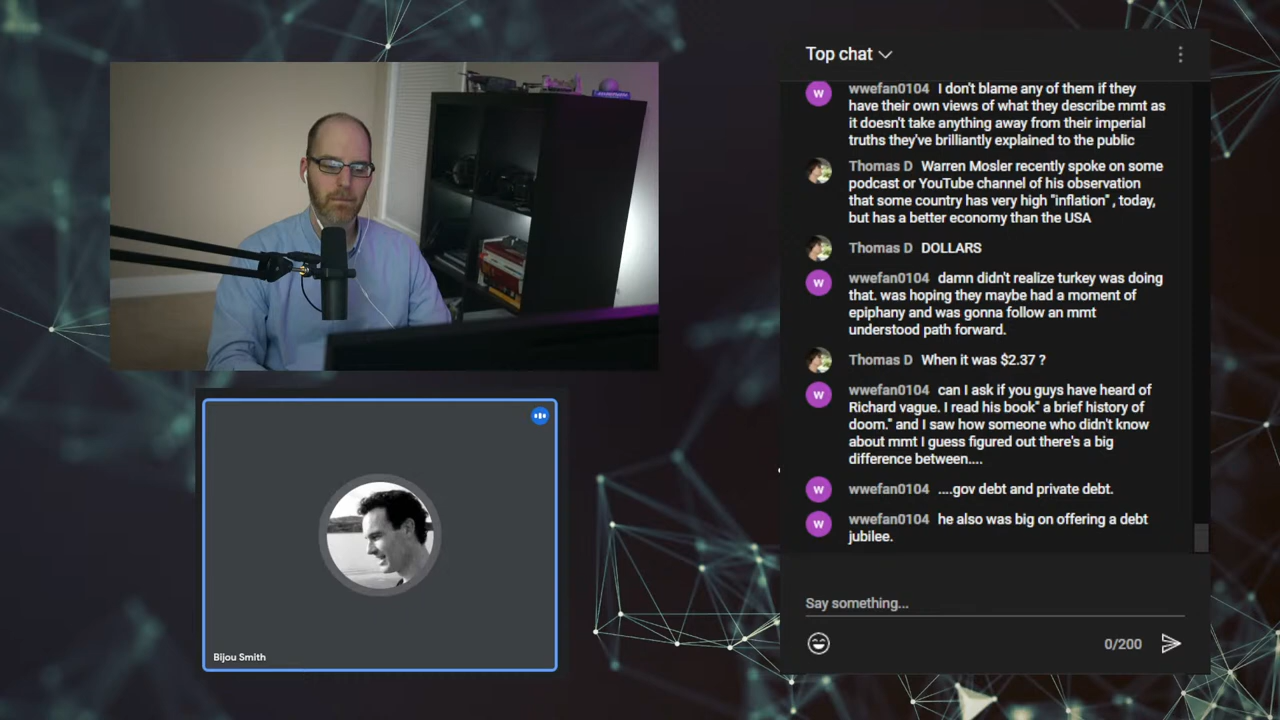 Top chat
W wwefan0104 I don't blame any of them if they
have their own views of what they describe mmt as
it doesn't take anything away from their imperial
truths they've brilliantly explained to the public
Thomas D Warren Mosler recently spoke on some
podcast or YouTube channel of his observation
that some country has very high "inflation" , today,
but has a better economy than the USA
Thomas D DOLLARS
W wwefan0104 damn didn't realize turkey was doing
that. was hoping they maybe had a moment of
epiphany and was gonna follow an mmt
understood path forward.
Thomas D When it was $2.37 ?
W wwefan0104 can I ask if you guys have heard of
Richard vague. I read his book" a brief history of
doom." and I saw how someone who didn't know
about mmt I guess figured out there's a big
difference between....
W wwefan0104 ....gov debt and private debt.
W wwefan0104 he also was big on offering a debt
jubilee.
Say something...
0/200
Bijou Smith